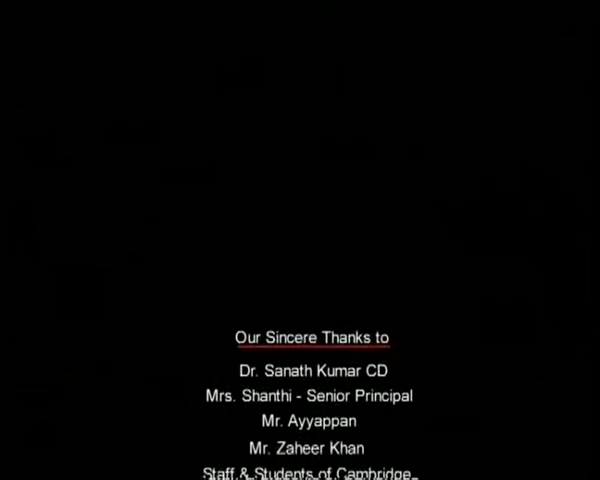 Our Sincere Thanks to
Dr. Sanath Kumar CD
Mrs. Shanthi - Senior Principal
Mr. Ayyappan
Mr. Zaheer Khan
Staff & Students of Cambridge